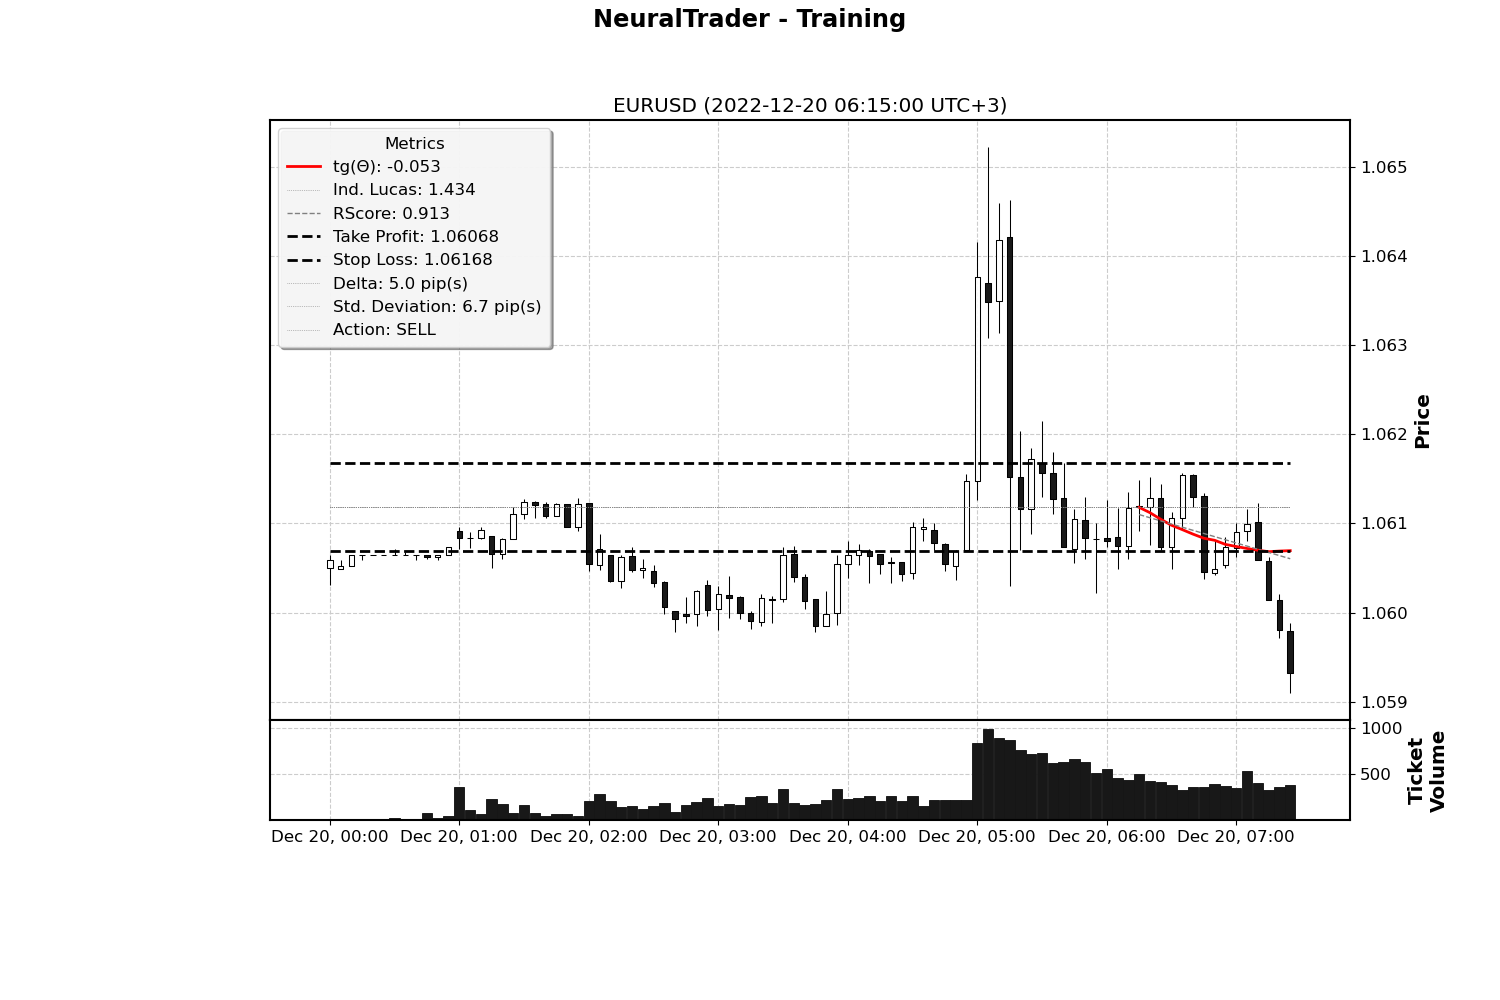 NeuralTrader - Training
EURUSD (2022-12-20 06:15:00 UTC+3)
Metrics
tg(Θ): -0.053
Ind. Lucas: 1.434
RScore: 0.913
Take Profit: 1.06068
Stop Loss: 1.06168
Delta: 5.0 pip(s)
Std. Deviation: 6.7 pip(s)
Action: SELL
1.065
1.064
1.063
1.062
1.061
1.060
1.059
Price
1000
500
Ticket
Volume
Dec 20, 00:00 Dec 20, 01:00 Dec 20, 02:00 Dec 20, 03:00 Dec 20, 04:00 Dec 20, 05:00 Dec 20, 06:00 Dec 20, 07:00